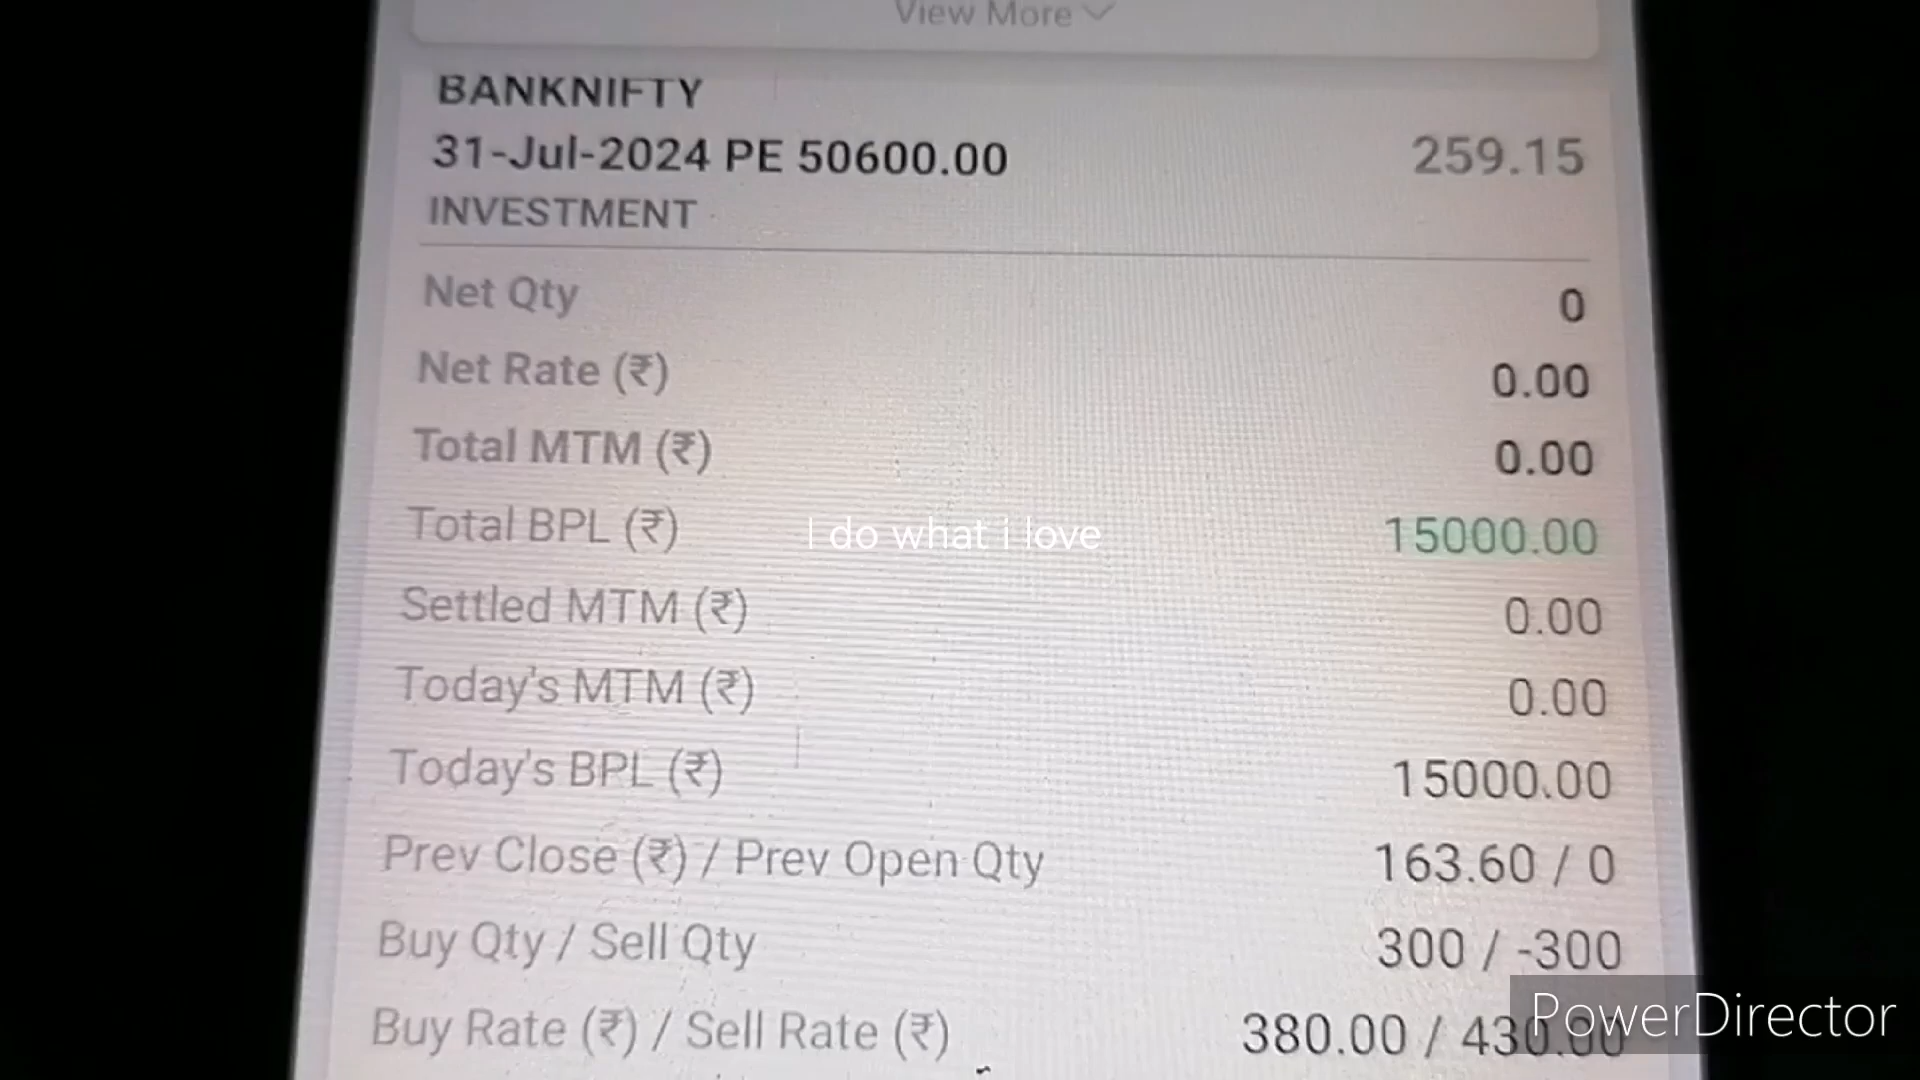 View More
BANKNIFTY
31-Jul-2024 PE 50600.00 259.15
INVESTMENT
Net Qty 0
Net Rate (₹) 0.00
Total MTM (₹) 0.00
Total BPL (₹) 15000.00
I do what i love
Settled MTM (₹) 0.00
Today's MTM (₹) 0.00
Today's BPL (₹) 15000.00
Prev Close (₹) / Prev Open Qty 163.60 / 0
Buy Qty / Sell Qty 300 / -300
Buy Rate (₹) / Sell Rate (₹) 380.00 / 430.00
PowerDirector